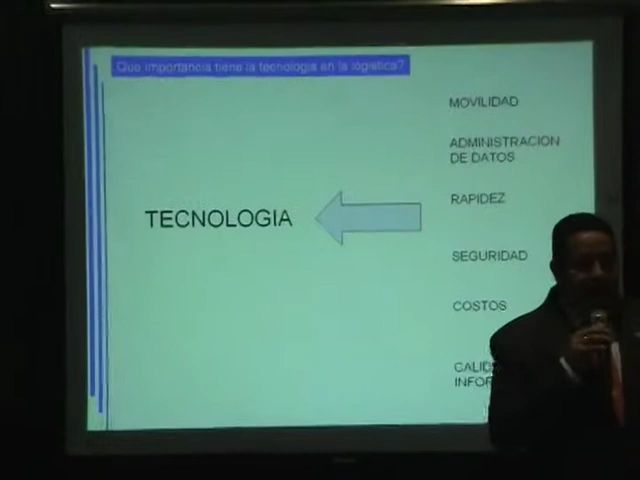 Que importancia tiene la tecnologia en la logistica?
MOVILIDAD
ADMINISTRACION
DE DATOS
RAPIDEZ
TECNOLOGIA
SEGURIDAD
COSTOS